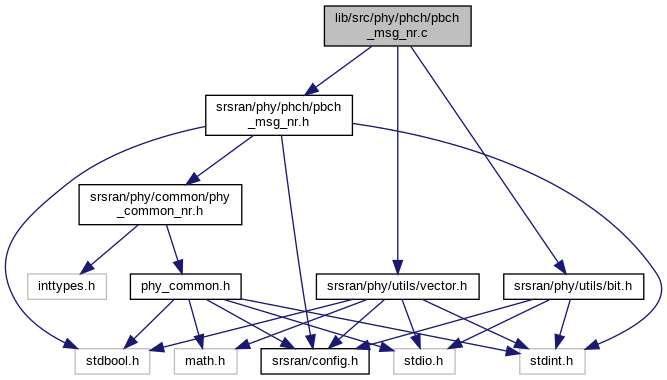 lib/src/phy/phch/pbch
_msg_nr.c
srsran/phy/phch/pbch
_msg_nr.h
srsran/phy/common/phy
_common_nr.h
inttypes.h
phy_common.h
srsran/phy/utils/vector.h
srsran/phy/utils/bit.h
stdbool.h
math.h
srsran/config.h
stdio.h
stdint.h